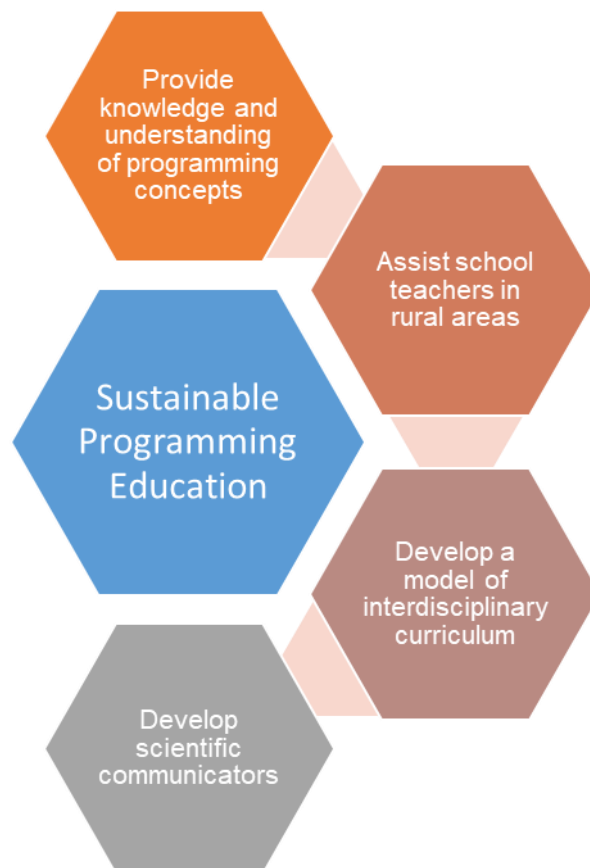 Provide
knowledge and
understanding
of programming
concepts
Assist school
teachers in
rural areas
Sustainable
Programming
Education
Develop a
model of
interdisciplinary
curriculum
Develop
scientific
communicators